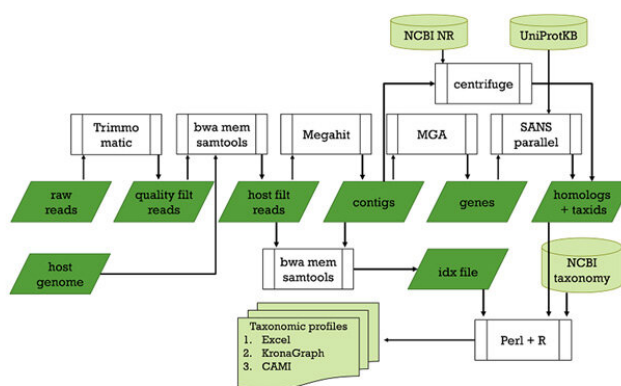 NCBI NR
UniProtKB
centrifuge
Trimmo
matic
bwa mem
samtools
Megahit
MGA
SANS
parallel
raw
reads
quality filt
reads
host filt
reads
contigs
genes
homologs
+ taxids
host
genome
bwa mem
samtools
idx file
NCBI
taxonomy
Taxonomic profiles
1. Excel
2. KronaGraph
3. CAMI
Perl + R